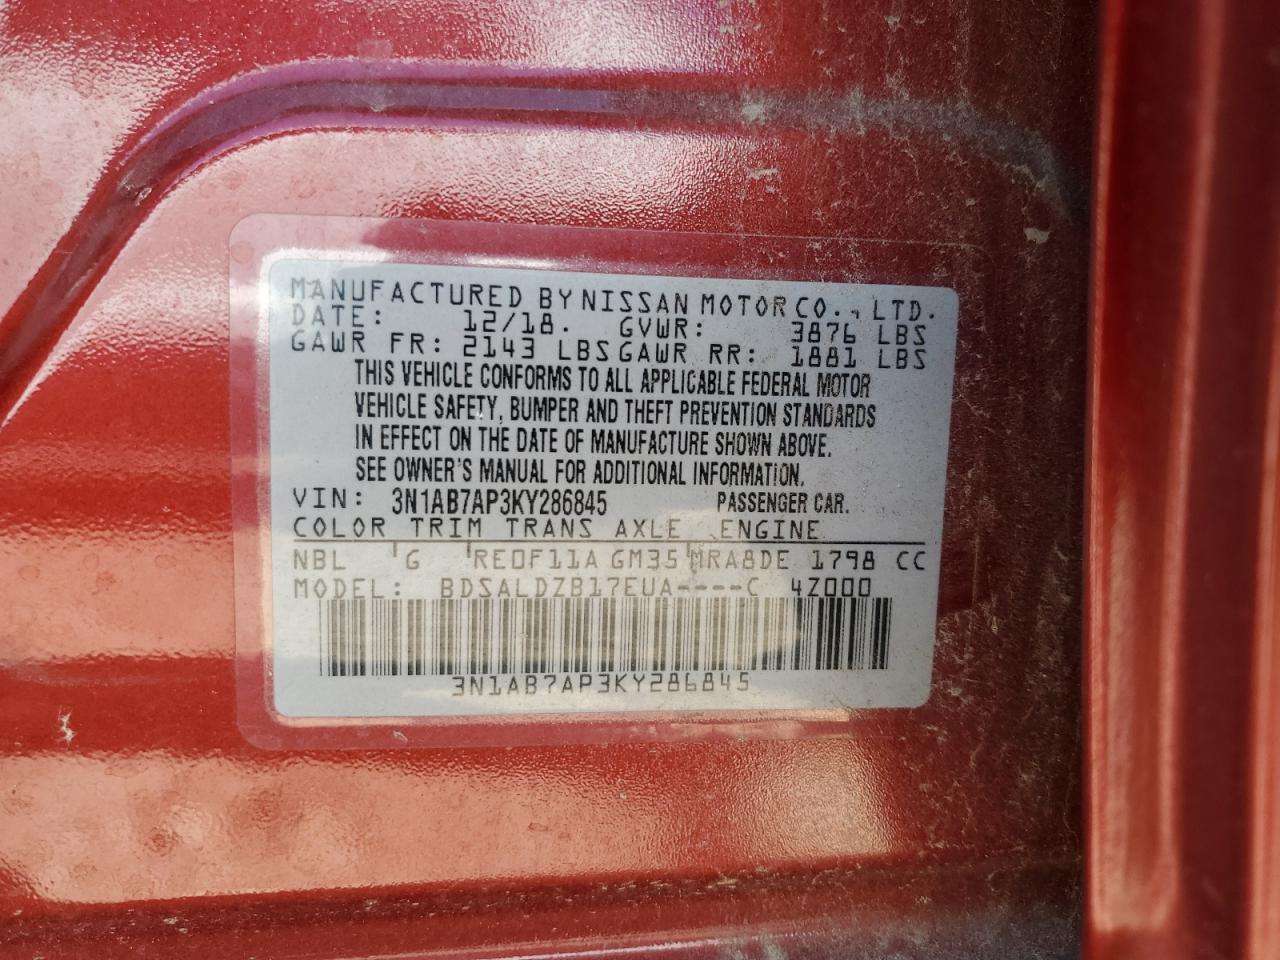 MANUFACTURED BY NISSAN MOTOR CO., LTD.
DATE: 12/18. GVWR: 3876 LBS
GAWR FR: 2143 LBS GAWR RR: 1881 LBS
THIS VEHICLE CONFORMS TO ALL APPLICABLE FEDERAL MOTOR
VEHICLE SAFETY, BUMPER AND THEFT PREVENTION STANDARDS
IN EFFECT ON THE DATE OF MANUFACTURE SHOWN ABOVE.
SEE OWNER'S MANUAL FOR ADDITIONAL INFORMATION.
VIN: 3N1AB7AP3KY286845 PASSENGER CAR.
COLOR TRIM TRANS AXLE ENGINE
NBL G RE0F11A GM35 MRA8DE 1798 CC
MODEL: BDSALDZB17EUA----C 4Z000
3N1AB7AP3KY286845